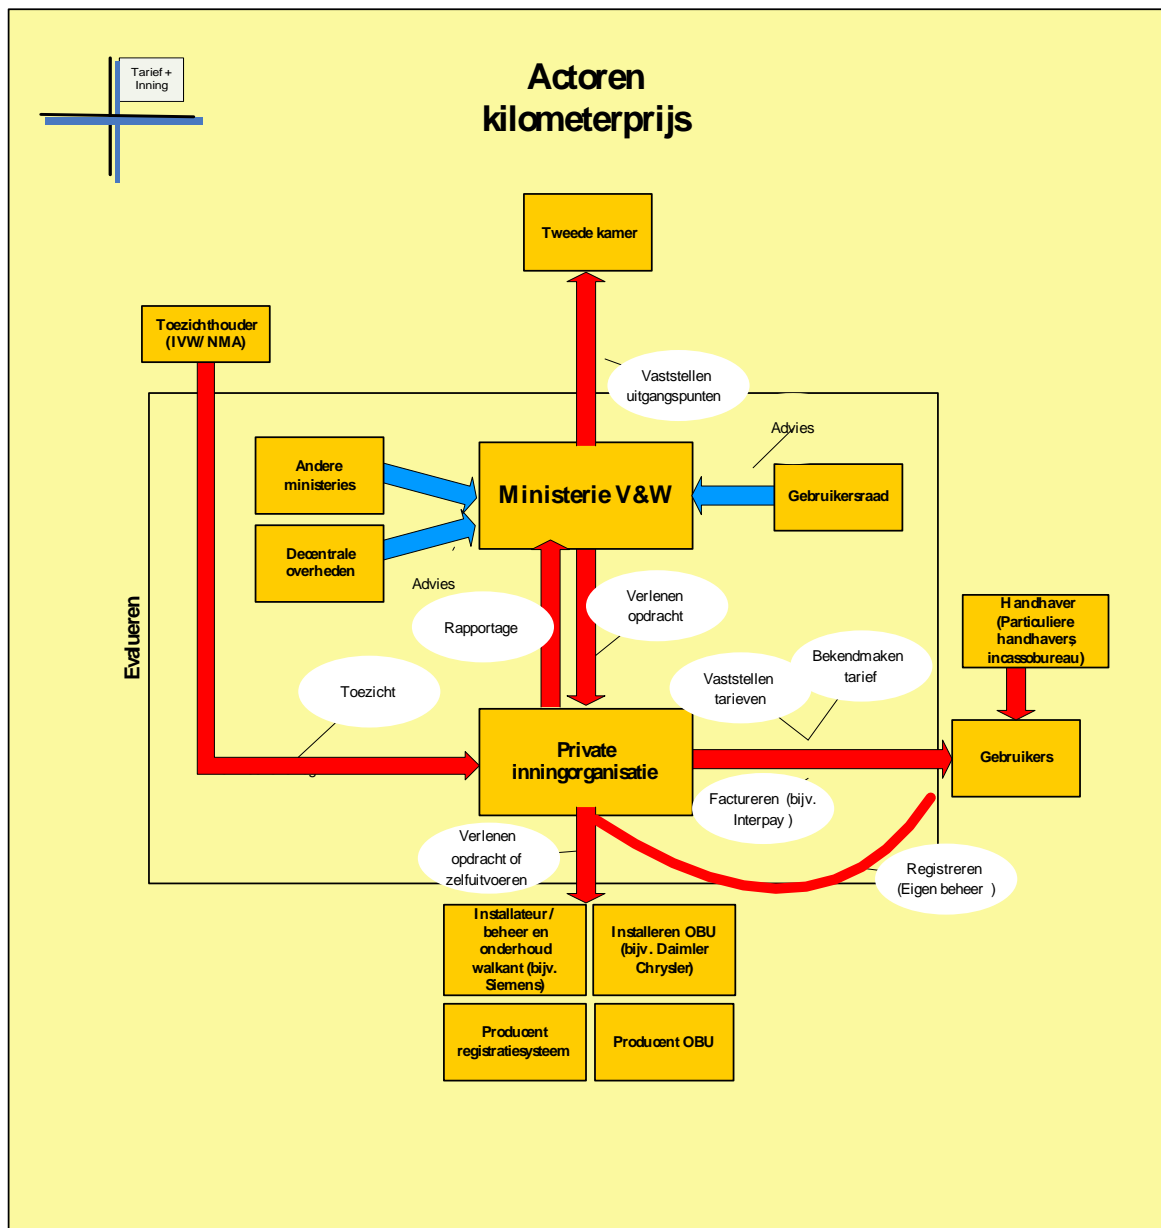 Tarief +
Inning
Actoren
kilometerprijs
Tweede kamer
Toezichthouder
(IVW/ NMA)
Vaststellen
uitgangspunten
Advies
Andere
ministeries
Ministerie V&W
Gebruikersraad
Decentrale
overheden
Advies
Verlenen
opdracht
Rapportage
Handhaver
(Particuliere
handhavers,
incassobureau)
Evalueren
Bekendmaken
tarief
Vaststellen
tarieven
Toezicht
Private
inningorganisatie
Gebruikers
Factureren (bijv.
Interpay )
Verlenen
opdracht of
zelfuitvoeren
Registreren
(Eigen beheer )
Installateur /
beheer en
onderhoud
walkant (bijv.
Siemens)
Installeren OBU
(bijv. Daimler
Chrysler)
Producent
registratiesysteem
Producent OBU